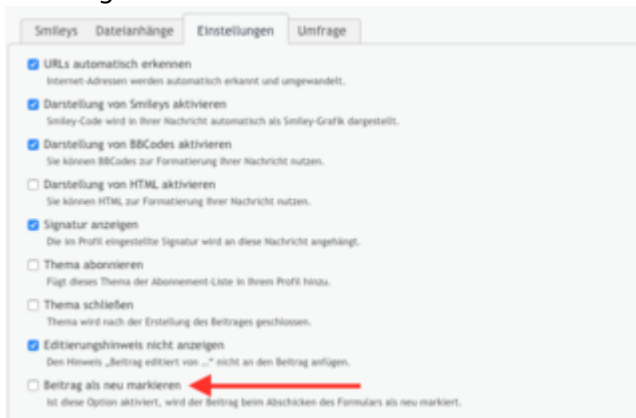 Smileys Dateianhänge Einstellungen Umfrage
URLs automatisch erkennen
Internet-Adressen werden automatisch erkannt und umgewandelt.
Darstellung von Smileys aktivieren
Smiley-Code wird in Ihrer Nachricht automatisch als Smiley-Grafik dargestellt.
Darstellung von BBCodes aktivieren
Sie können BBCodes zur Formatierung Ihrer Nachricht nutzen.
Darstellung von HTML aktivieren
Sie können HTML zur Formatierung Ihrer Nachricht nutzen.
Signatur anzeigen
Die im Profil eingestellte Signatur wird an diese Nachricht angehängt.
Thema abonnieren
Fügt dieses Thema der Abonnement-Liste in Ihrem Profil hinzu.
Thema schließen
Thema wird nach der Erstellung des Beitrages geschlossen.
Editierungshinweis nicht anzeigen
Den Hinweis „Beitrag editiert von ...“ nicht an den Beitrag anfügen.
Beitrag als neu markieren
Ist diese Option aktiviert, wird der Beitrag beim Abschicken des Formulars als neu markiert.